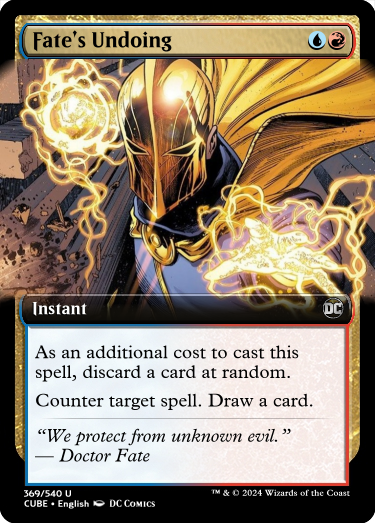 Fate's Undoing
Instant
DC
As an additional cost to cast this
spell, discard a card at random.
Counter target spell. Draw a card.
“We protect from unknown evil.”
— Doctor Fate
369/540 U
CUBE • English DC Comics
™ & © 2024 Wizards of the Coast